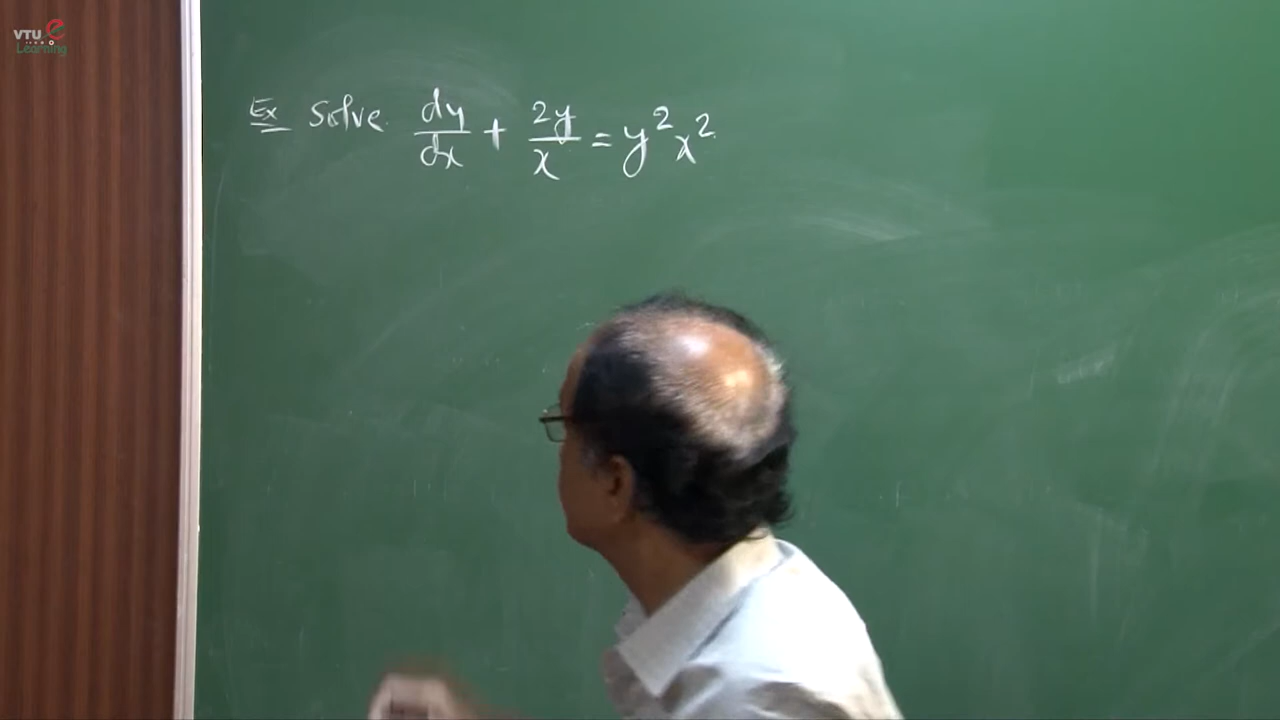 VTU e
Learning
Ex Solve dy/dx + 2y/x = y²x²